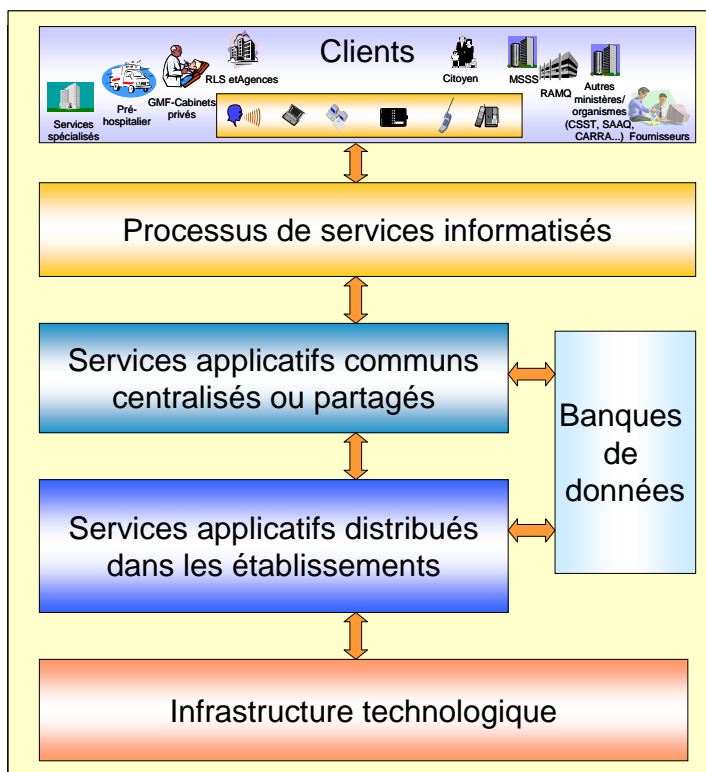 Clients
Services
spécialisés
Pré-
hospitalier
GMF-Cabinets
privés
RLS etAgences
Citoyen
MSSS
RAMQ
Autres
ministères/
organismes
(CSST, SAAQ,
CARRA...)
Fournisseurs
Processus de services informatisés
Services applicatifs communs
centralisés ou partagés
Banques
de
données
Services applicatifs distribués
dans les établissements
Infrastructure technologique